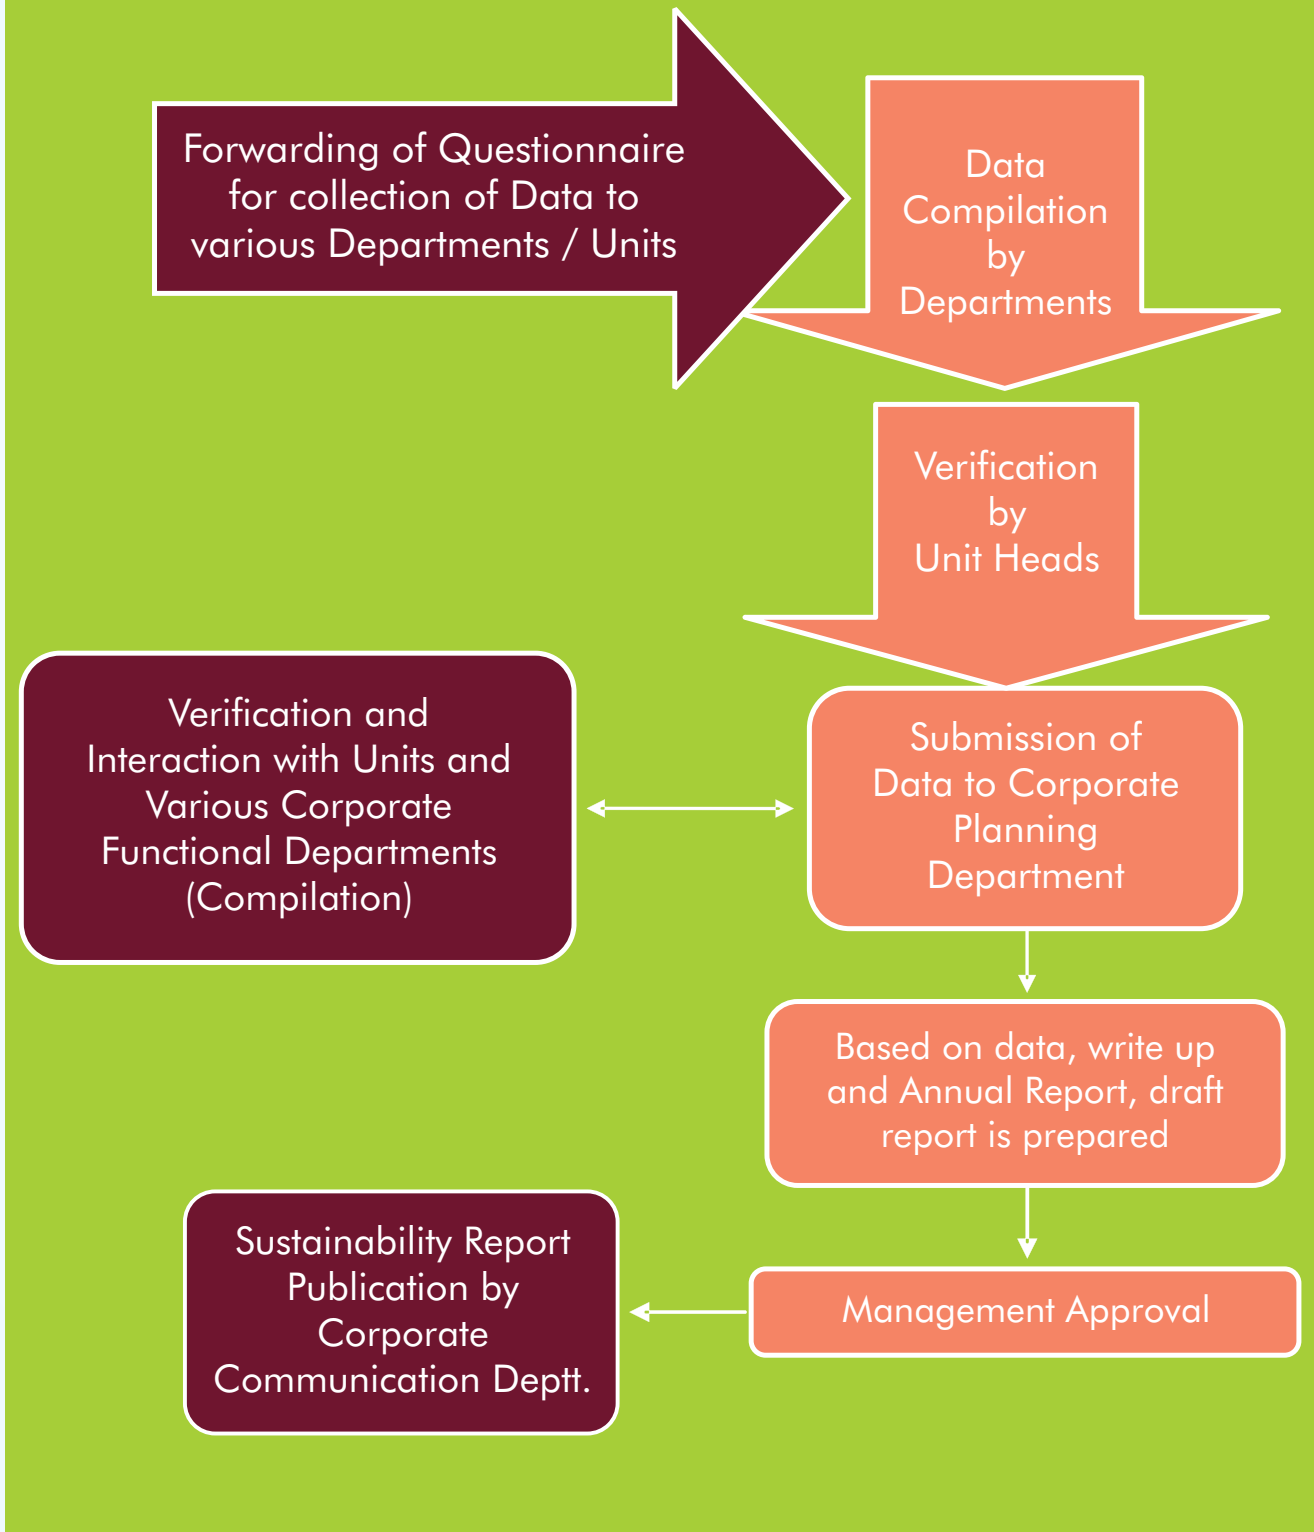 Forwarding of Questionnaire
for collection of Data to
various Departments / Units
Data
Compilation
by
Departments
Verification
by
Unit Heads
Verification and
Interaction with Units and
Various Corporate
Functional Departments
(Compilation)
Submission of
Data to Corporate
Planning
Department
Based on data, write up
and Annual Report, draft
report is prepared
Management Approval
Sustainability Report
Publication by
Corporate
Communication Deptt.